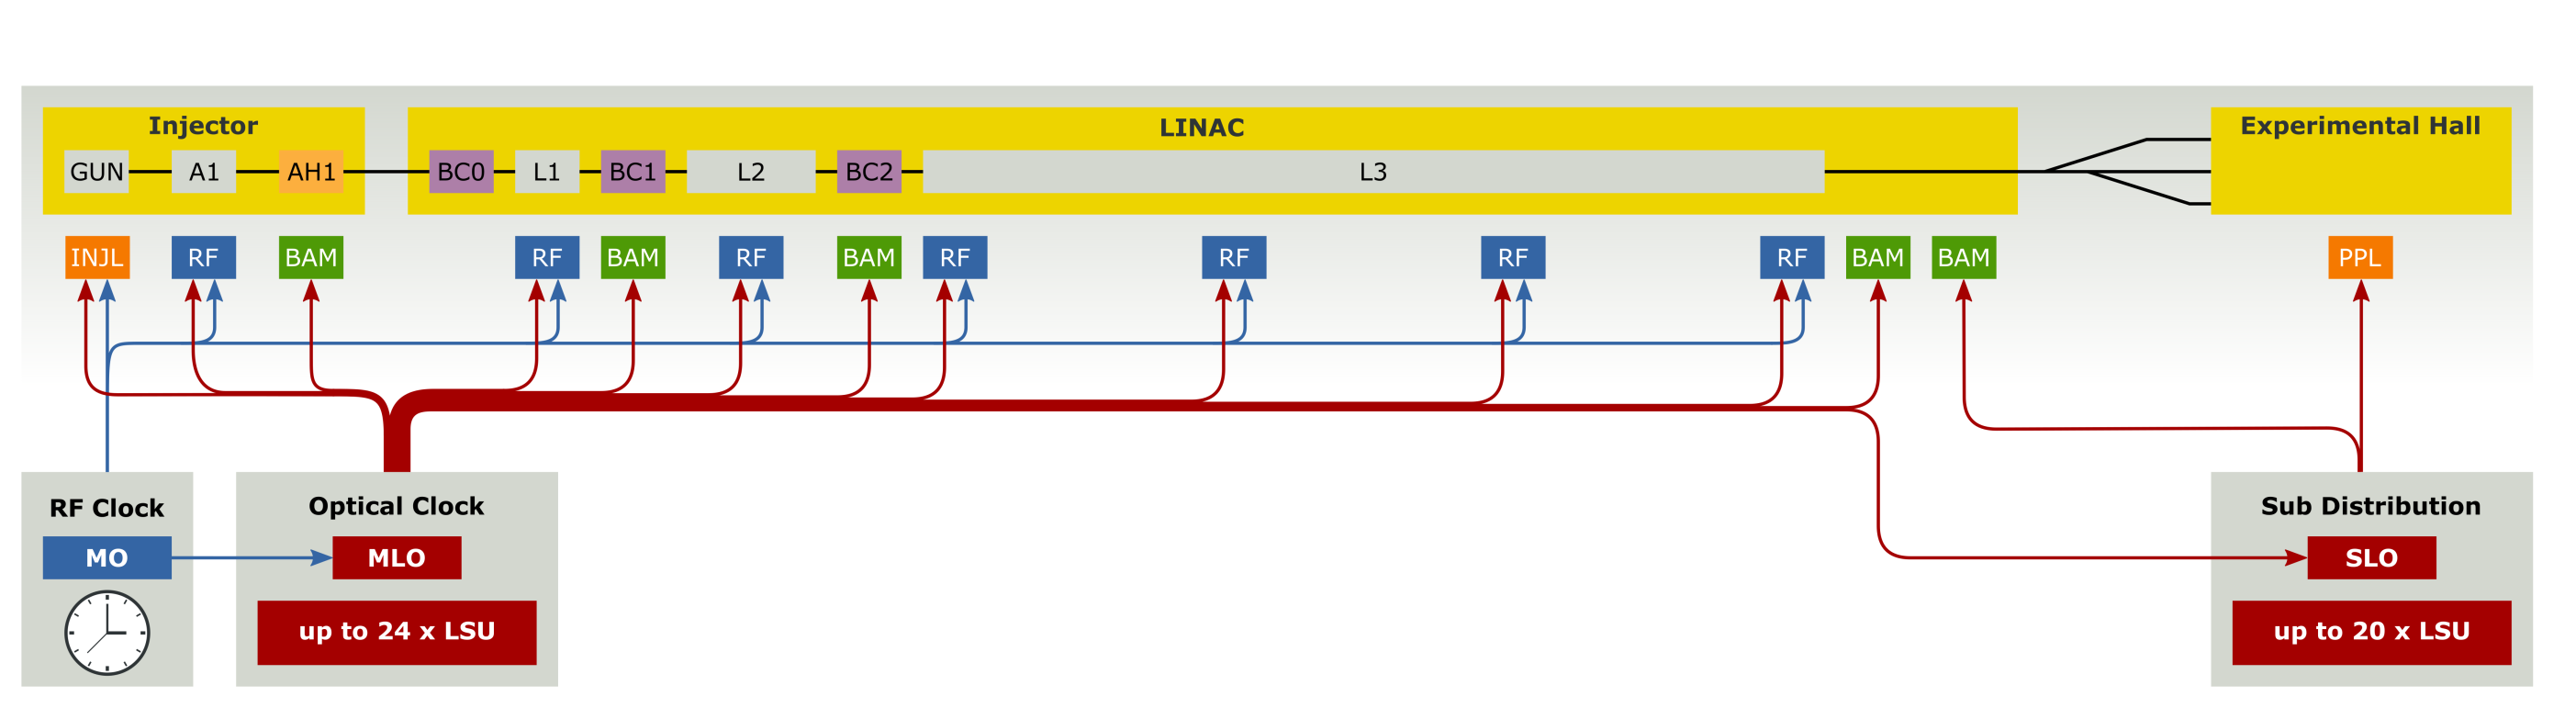 Injector
LINAC
Experimental Hall
GUN
A1
AH1
BC0
L1
BC1
L2
BC2
L3
INJL
RF
BAM
RF
BAM
RF
BAM
RF
RF
RF
RF
BAM
BAM
PPL
RF Clock
MO
Optical Clock
MLO
up to 24 x LSU
Sub Distribution
SLO
up to 20 x LSU